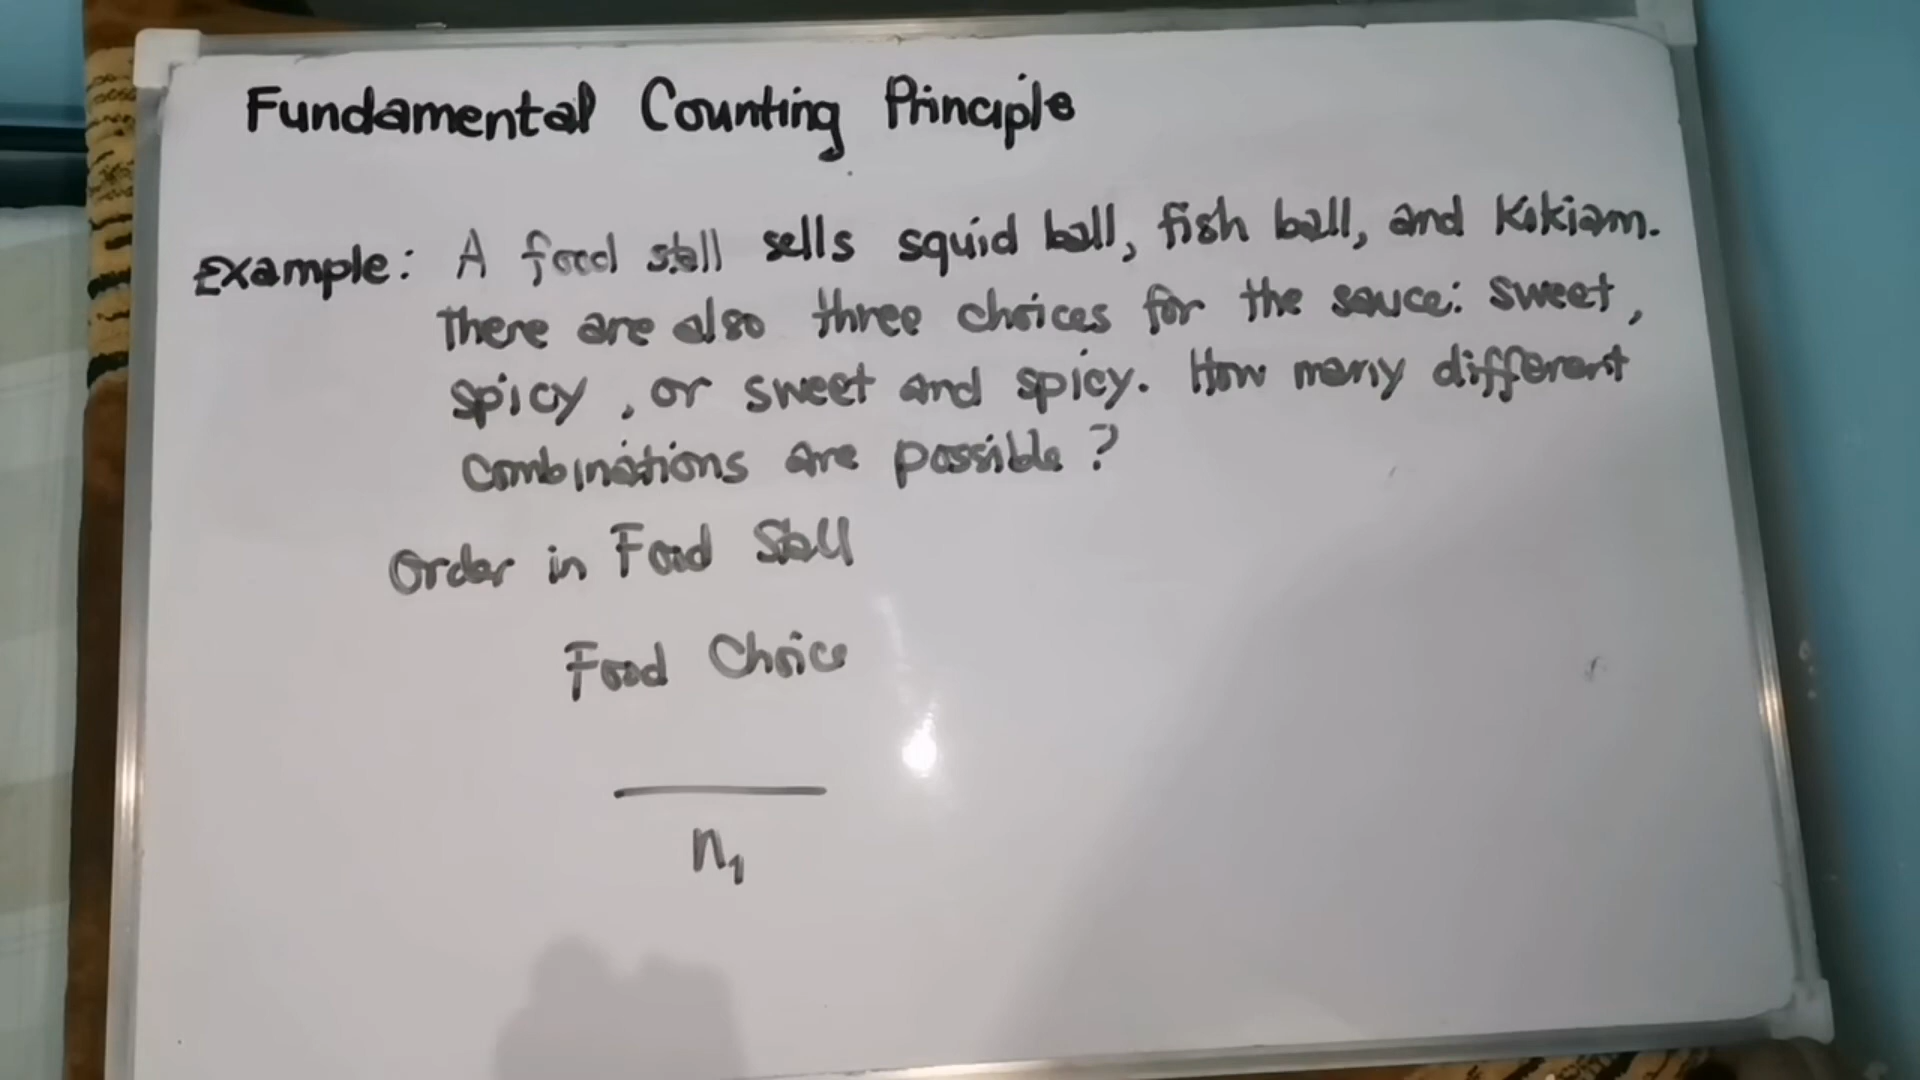 Fundamental Counting Principle
Example: A food stall sells squid ball, fish ball, and Kikiam.
There are also three choices for the sauce: sweet,
spicy, or sweet and spicy. How many different
combinations are possible?
Order in Food Stall
Food Choice
n₁